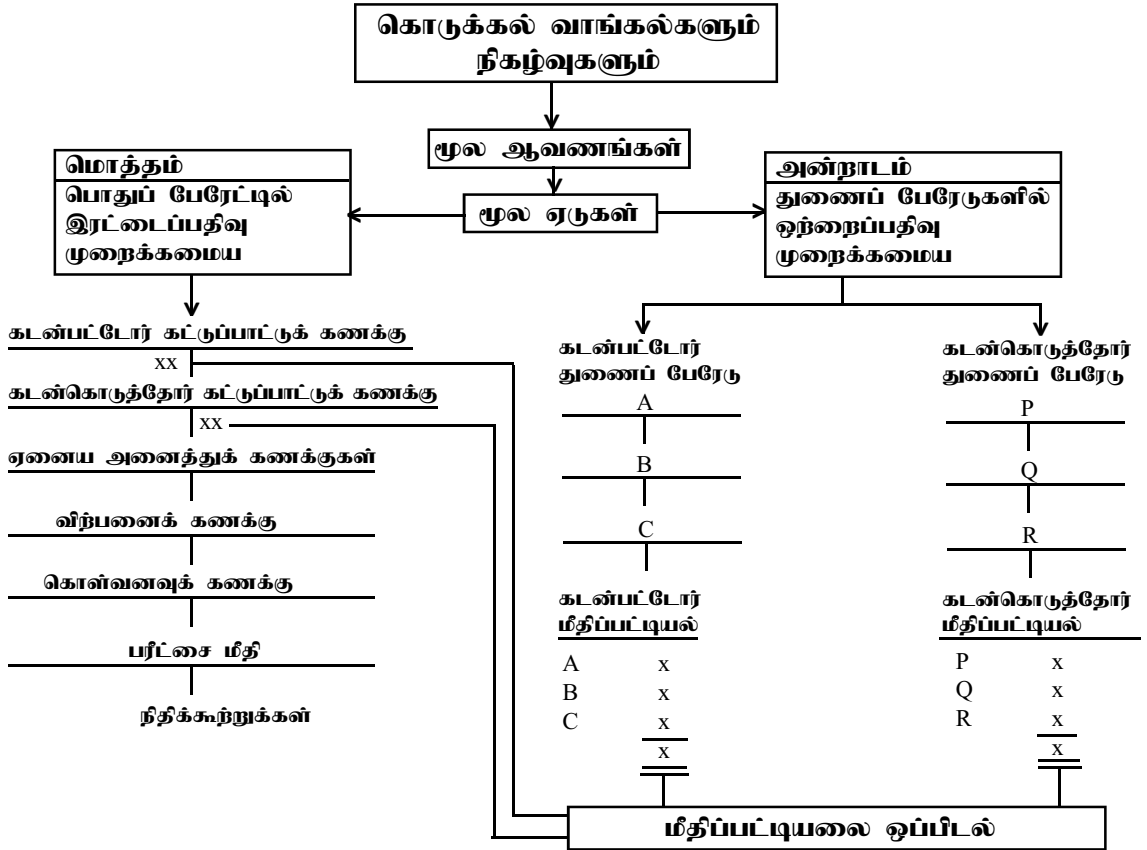 கொடுக்கல் வாங்கல்களும்
நிகழ்வுகளும்
மூல ஆவணங்கள்
மூல ஏடுகள்
மொத்தம்
பொதுப் பேரேட்டில்
இரட்டைப்பதிவு
முறைக்கமைய
அன்றாடம்
துணைப் பேரேடுகளில்
ஒற்றைப்பதிவு
முறைக்கமைய
கடன்பட்டோர் கட்டுப்பாட்டுக் கணக்கு
xx
கடன்கொடுத்தோர் கட்டுப்பாட்டுக் கணக்கு
xx
ஏனைய அனைத்துக் கணக்குகள்
விற்பனைக் கணக்கு
கொள்வனவுக் கணக்கு
பரீட்சை மீதி
நிதிக்கூற்றுக்கள்
கடன்பட்டோர்
துணைப் பேரேடு
A
B
C
கடன்பட்டோர்
மீதிப்பட்டியல்
A x
B x
C x
x
கடன்கொடுத்தோர்
துணைப் பேரேடு
P
Q
R
கடன்கொடுத்தோர்
மீதிப்பட்டியல்
P x
Q x
R x
x
மீதிப்பட்டியலை ஒப்பிடல்